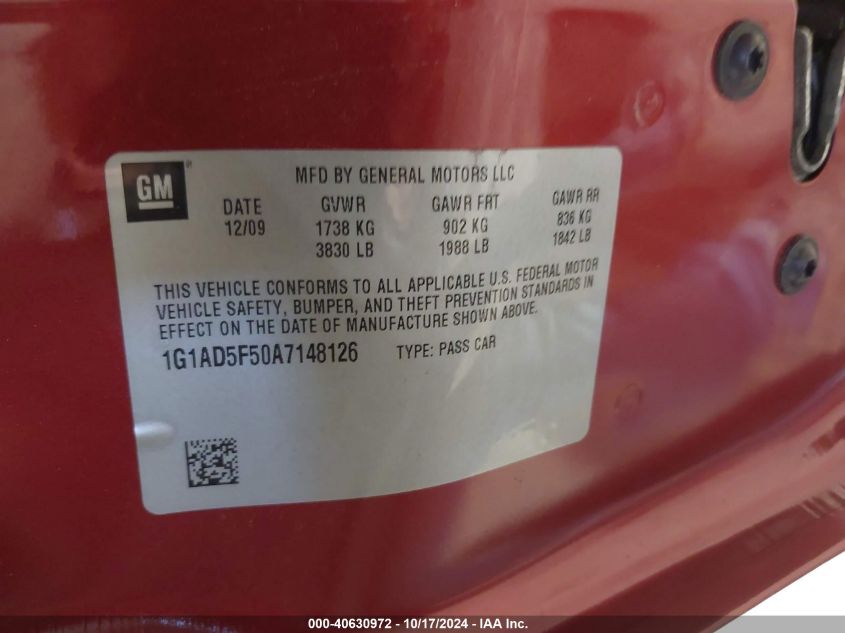 GM®
MFD BY GENERAL MOTORS LLC
DATE GVWR GAWR FRT GAWR RR
12/09 1738 KG 902 KG 836 KG
3830 LB 1988 LB 1842 LB
THIS VEHICLE CONFORMS TO ALL APPLICABLE U.S. FEDERAL MOTOR
VEHICLE SAFETY, BUMPER, AND THEFT PREVENTION STANDARDS IN
EFFECT ON THE DATE OF MANUFACTURE SHOWN ABOVE.
1G1AD5F50A7148126 TYPE: PASS CAR
000-40630972 - 10/17/2024 - IAA Inc.